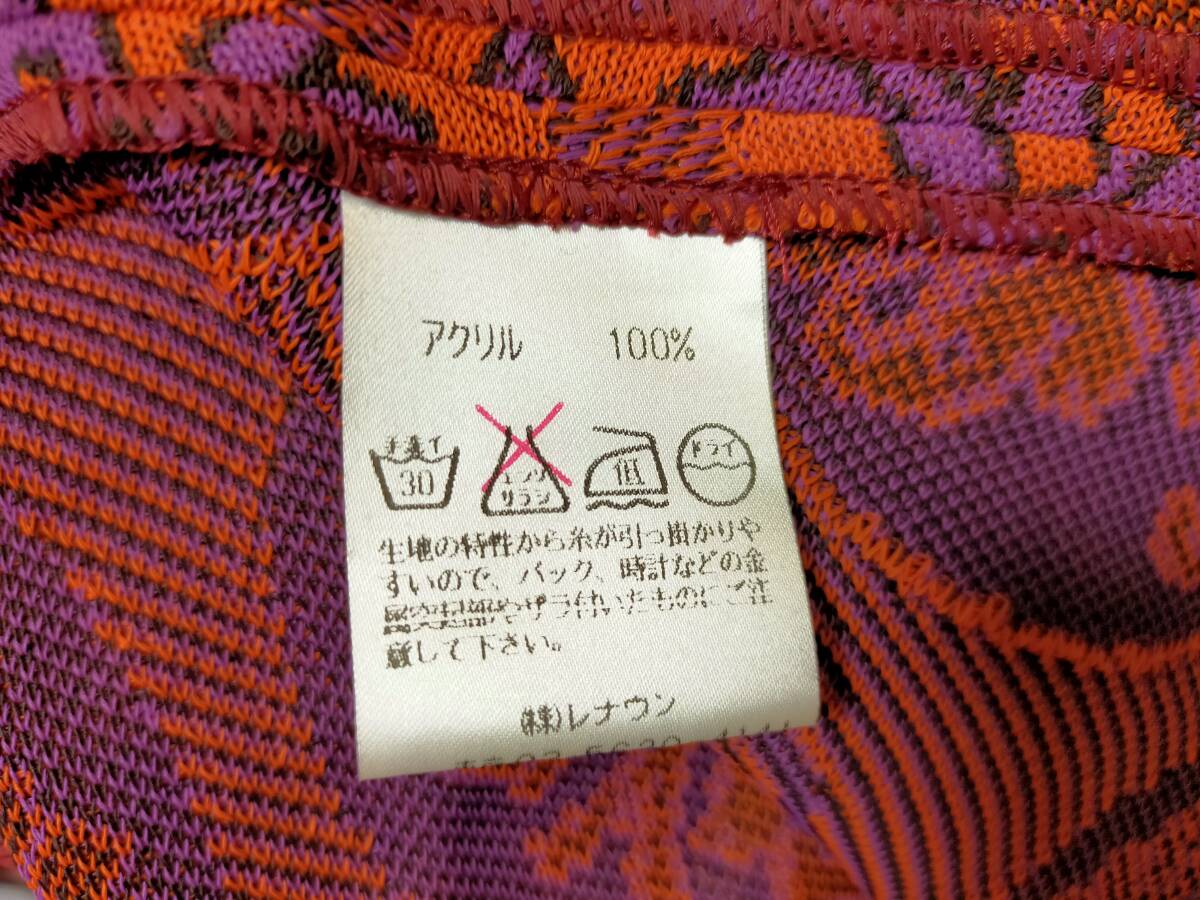 アクリル 100%
手洗イ 30 エンソ サラシ 低 ドライ
生地の特性から糸が引っ掛かりや
すいので、バック、時計などの金
属突起部やザラ付いたものにご注
意して下さい。
(株)レナウン